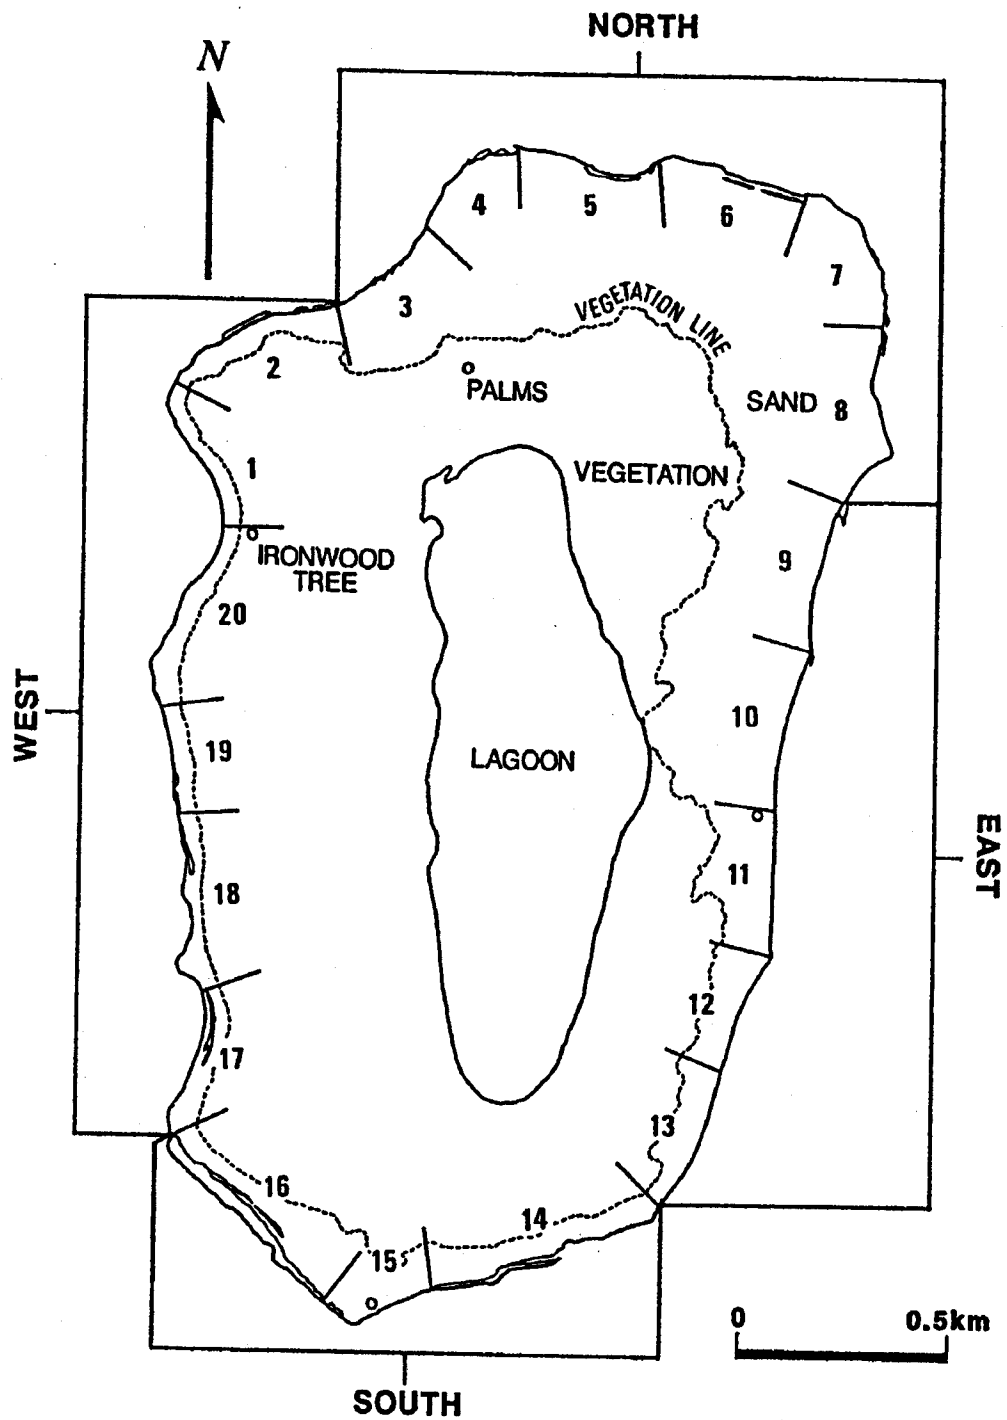 NORTH
N
4
5
6
7
3
VEGETATION LINE
2
PALMS
SAND
8
1
VEGETATION
IRONWOOD
TREE
9
20
WEST
10
19
LAGOON
EAST
11
18
12
17
13
16
14
15
0
0.5km
SOUTH